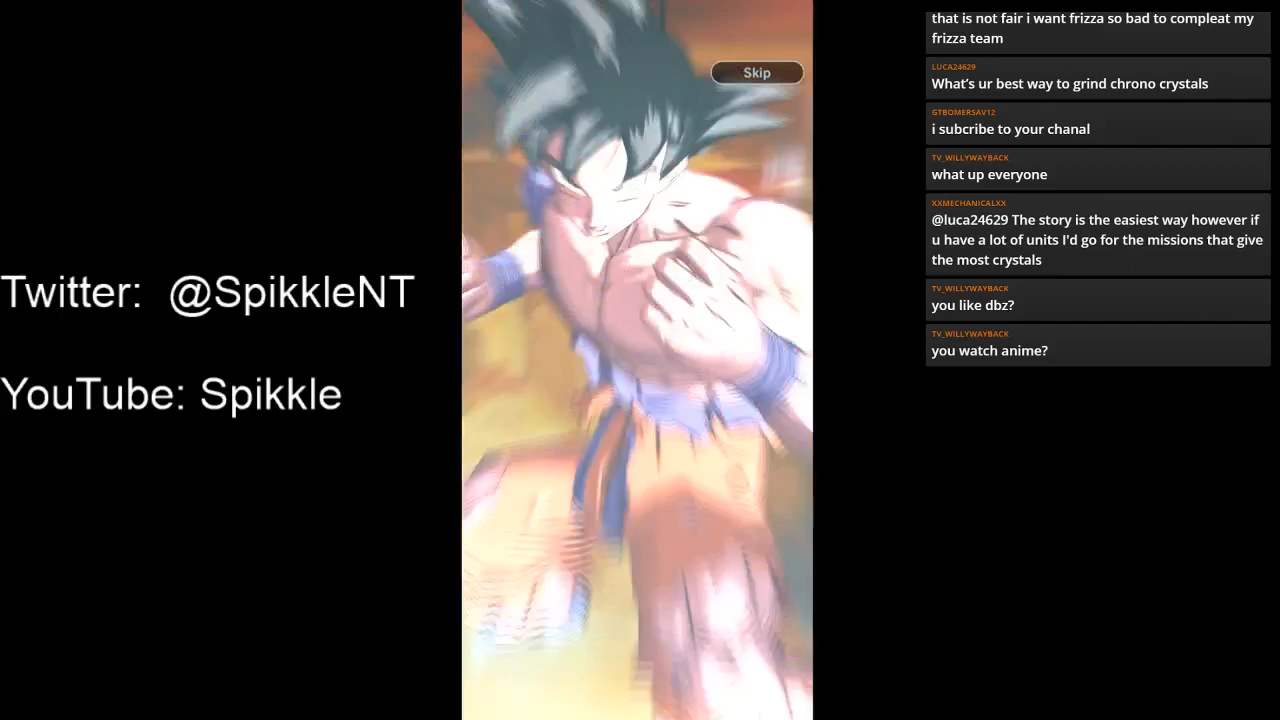 Twitter: @SpikkleNT
YouTube: Spikkle
Skip
that is not fair i want frizza so bad to compleat my
frizza team
LUCA24629
What's ur best way to grind chrono crystals
GTBOMERSAV12
i subcribe to your chanal
TV_WILLYWAYBACK
what up everyone
XXMECHANICALXX
@luca24629 The story is the easiest way however if
u have a lot of units I'd go for the missions that give
the most crystals
TV_WILLYWAYBACK
you like dbz?
TV_WILLYWAYBACK
you watch anime?